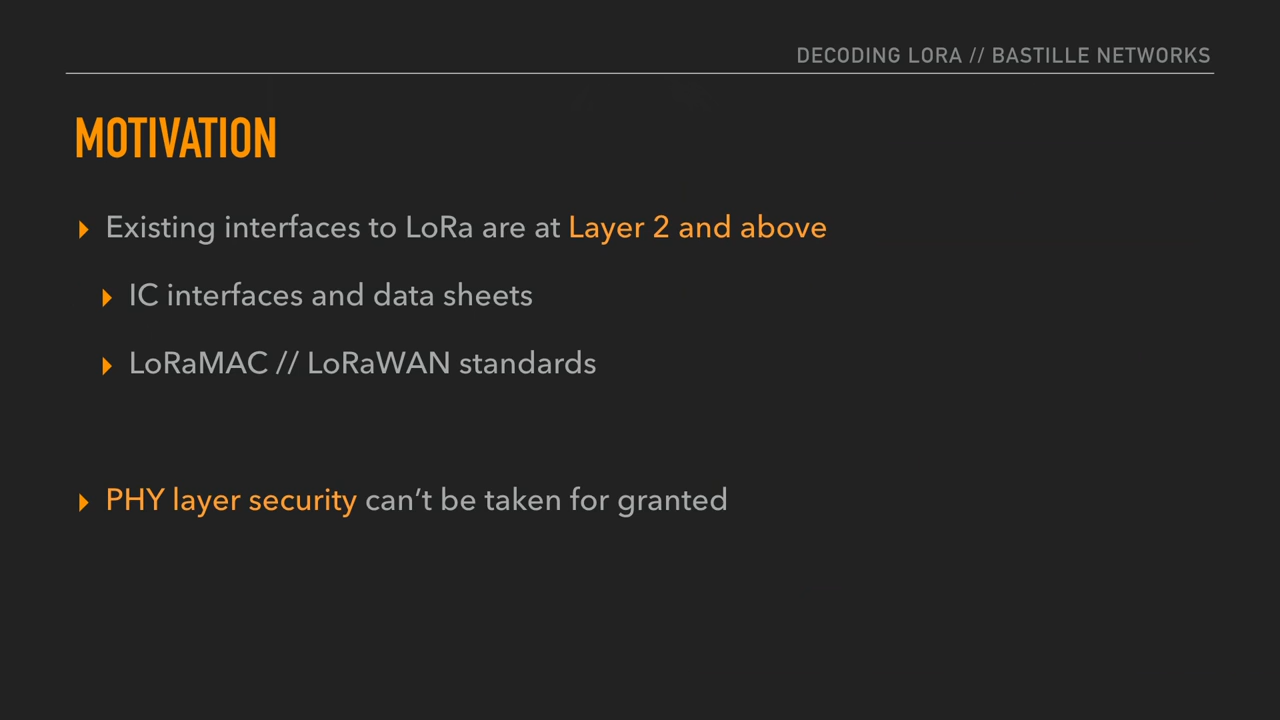 DECODING LORA // BASTILLE NETWORKS
MOTIVATION
Existing interfaces to LoRa are at Layer 2 and above
IC interfaces and data sheets
LoRaMAC // LoRaWAN standards
PHY layer security can’t be taken for granted